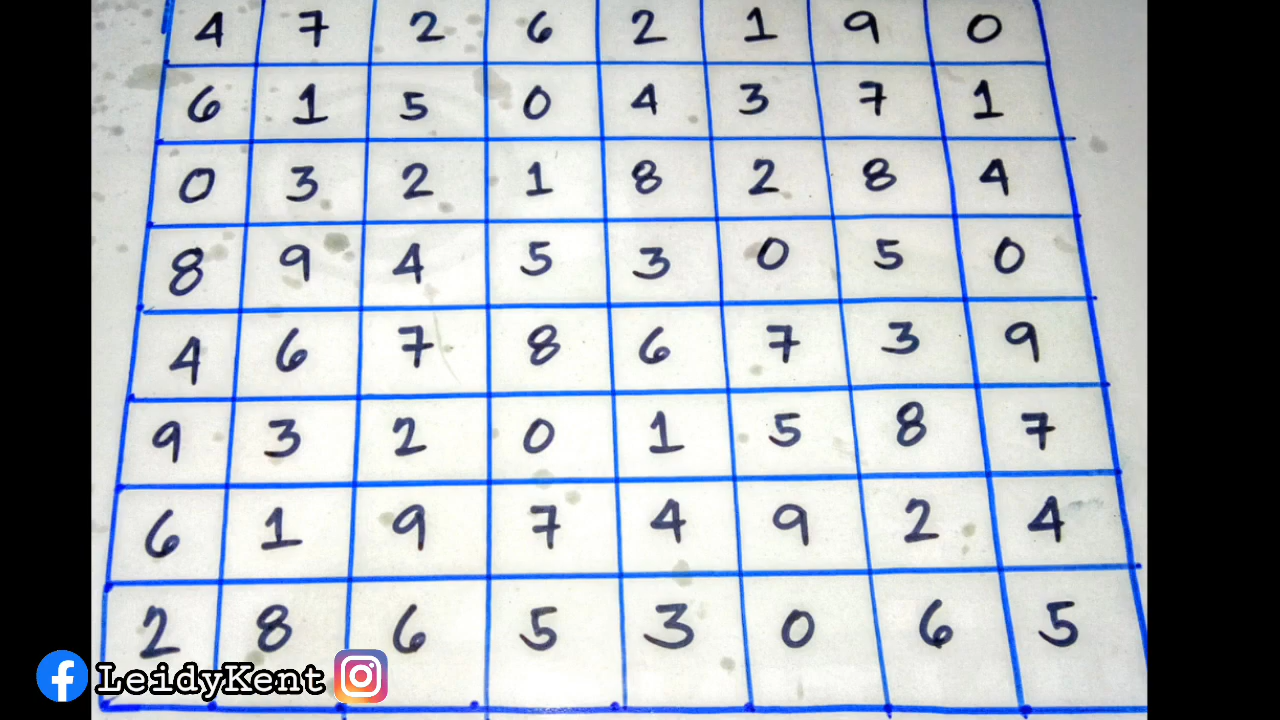 4 7 2 6 2 1 9 0
6 1 5 0 4 3 7 1
0 3 2 1 8 2 8 4
8 9 4 5 3 0 5 0
4 6 7 8 6 7 3 9
9 3 2 0 1 5 8 7
6 1 9 7 4 9 2 4
2 8 6 5 3 0 6 5
LeidyKent